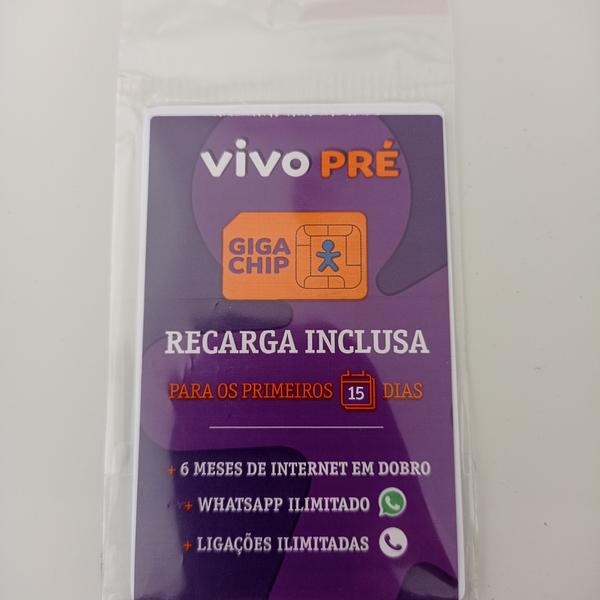 vivo PRÉ
GIGA
CHIP
RECARGA INCLUSA
PARA OS PRIMEIROS 15 DIAS
+ 6 MESES DE INTERNET EM DOBRO
+ WHATSAPP ILIMITADO
+ LIGAÇÕES ILIMITADAS